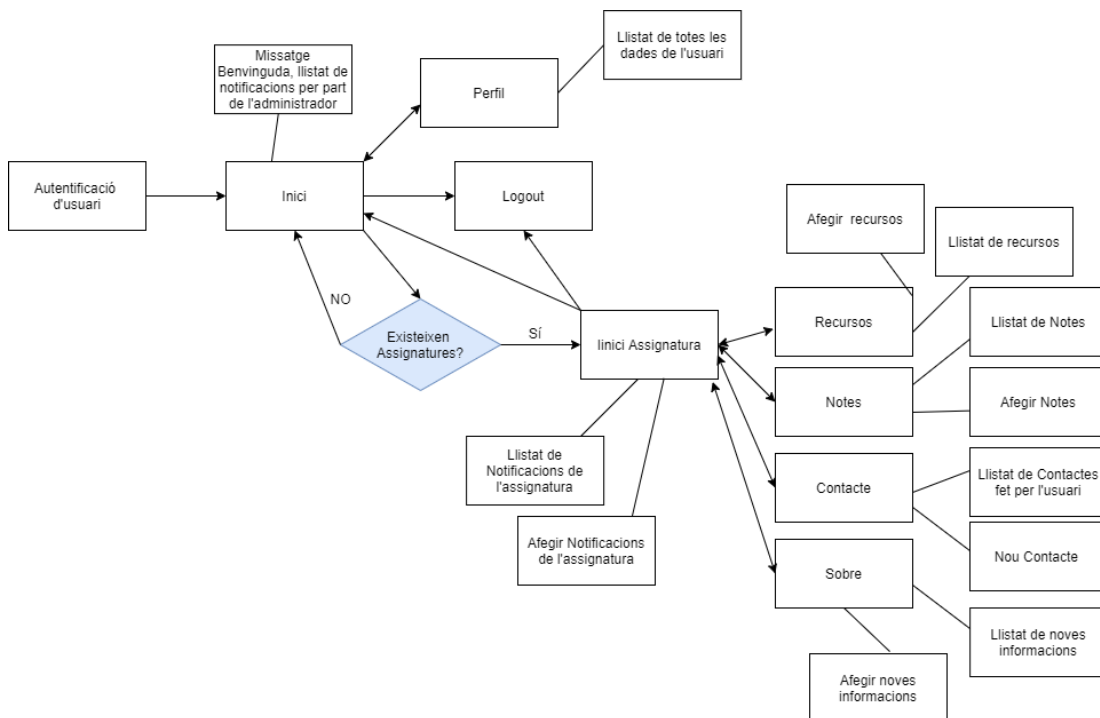 Missatge
Benvinguda, llistat de
notificacions per part
de l'administrador
Perfil
Llistat de totes les
dades de l'usuari
Autentificació
d'usuari
Inici
Logout
Afegir recursos
Llistat de recursos
NO
Existeixen
Assignatures?
Sí
Iinici Assignatura
Recursos
Llistat de Notes
Notes
Afegir Notes
Llistat de
Notificacions de
l'assignatura
Contacte
Llistat de Contactes
fet per l'usuari
Afegir Notificacions
de l'assignatura
Nou Contacte
Sobre
Llistat de noves
informacions
Afegir noves
informacions